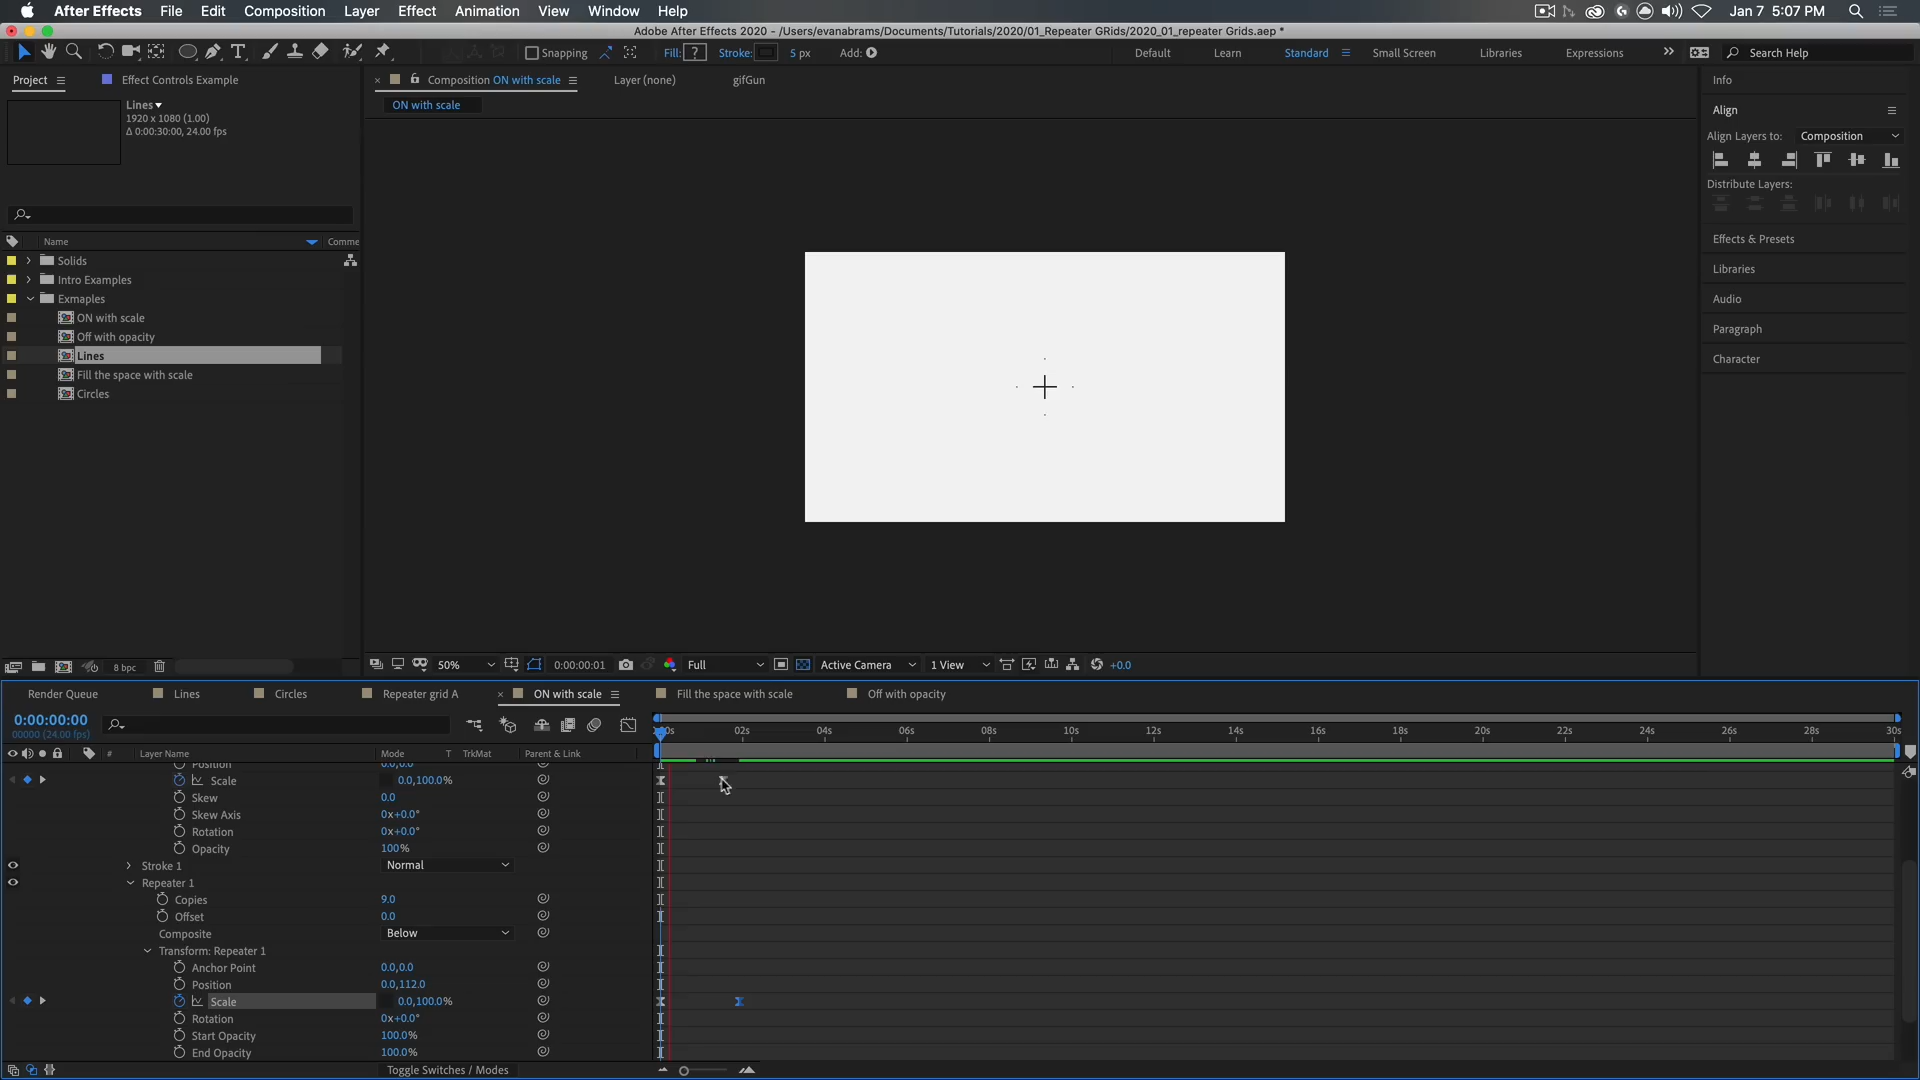 After Effects File Edit Composition Layer Effect Animation View Window Help Jan 7 5:07 PM
Adobe After Effects 2020 - /Users/evanabrams/Documents/Tutorials/2020/01_Repeater GRids/2020_01_repeater Grids.aep *
Snapping Fill: ? Stroke: 5 px Add: Default Learn Standard Small Screen Libraries Expressions Search Help
Project Effect Controls Example Composition ON with scale Layer (none) gifGun Info
Lines ON with scale Align
1920 x 1080 (1.00)
Δ 0:00:30:00, 24.00 fps
Align Layers to: Composition
Distribute Layers:
Name Comme Effects & Presets
Solids
Intro Examples Libraries
Exmaples Audio
ON with scale
Off with opacity Paragraph
Lines Character
Fill the space with scale
Circles
8 bpc 50% 0:00:00:01 Full Active Camera 1 View +0.0
Render Queue Lines Circles Repeater grid A ON with scale Fill the space with scale Off with opacity
0:00:00:00
00000 (24.00 fps)
02s 04s 06s 08s 10s 12s 14s 16s 18s 20s 22s 24s 26s 28s 30s
# Layer Name Mode T TrkMat Parent & Link
Position 0.0,0.0
Scale 0.0,100.0%
Skew 0.0
Skew Axis 0x+0.0°
Rotation 0x+0.0°
Opacity 100%
Stroke 1 Normal
Repeater 1
Copies 9.0
Offset 0.0
Composite Below
Transform: Repeater 1
Anchor Point 0.0,0.0
Position 0.0,112.0
Scale 0.0,100.0%
Rotation 0x+0.0°
Start Opacity 100.0%
End Opacity 100.0%
Toggle Switches / Modes